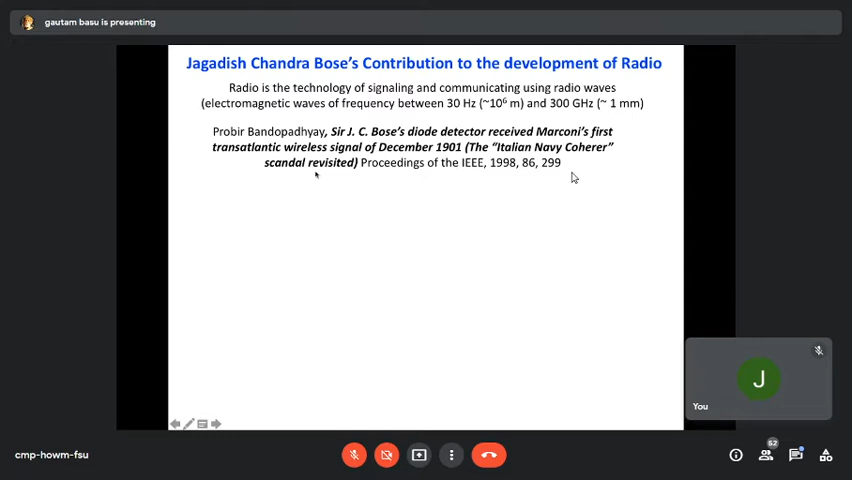 gautam basu is presenting
Jagadish Chandra Bose's Contribution to the development of Radio
Radio is the technology of signaling and communicating using radio waves
(electromagnetic waves of frequency between 30 Hz (~10⁶ m) and 300 GHz (~ 1 mm)
Probir Bandopadhyay, Sir J. C. Bose's diode detector received Marconi's first
transatlantic wireless signal of December 1901 (The "Italian Navy Coherer"
scandal revisited) Proceedings of the IEEE, 1998, 86, 299
J
You
cmp-howm-fsu
62